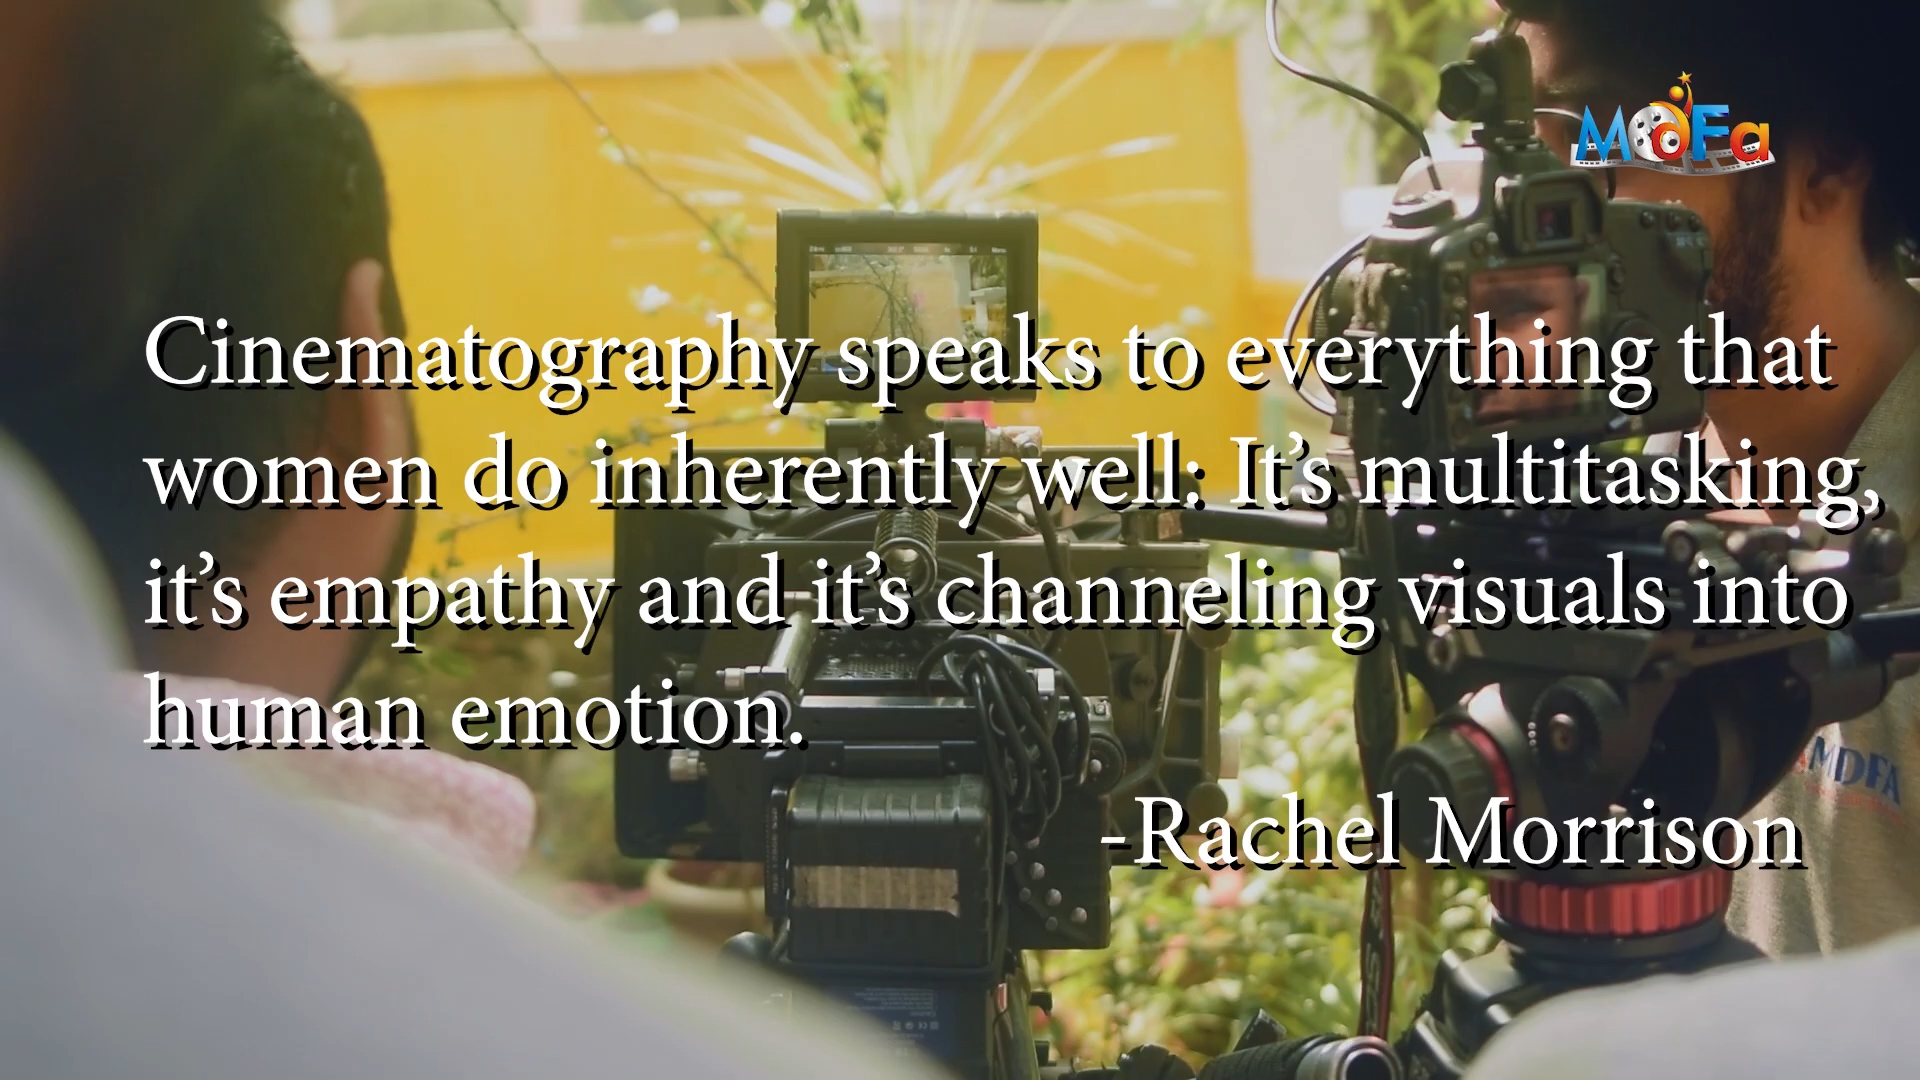 MdFa
Cinematography speaks to everything that
women do inherently well: It’s multitasking,
it’s empathy and it’s channeling visuals into
human emotion.
-Rachel Morrison
MDFA